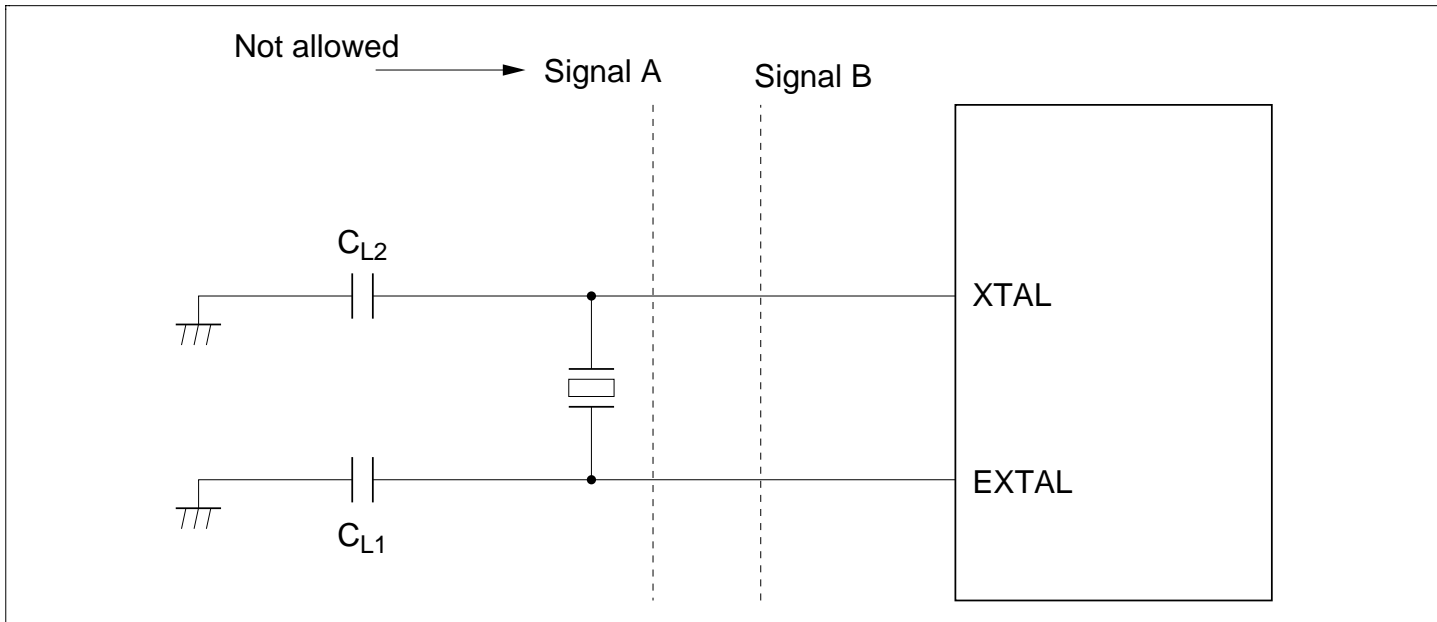 Not allowed
Signal A
Signal B
CL2
XTAL
EXTAL
CL1